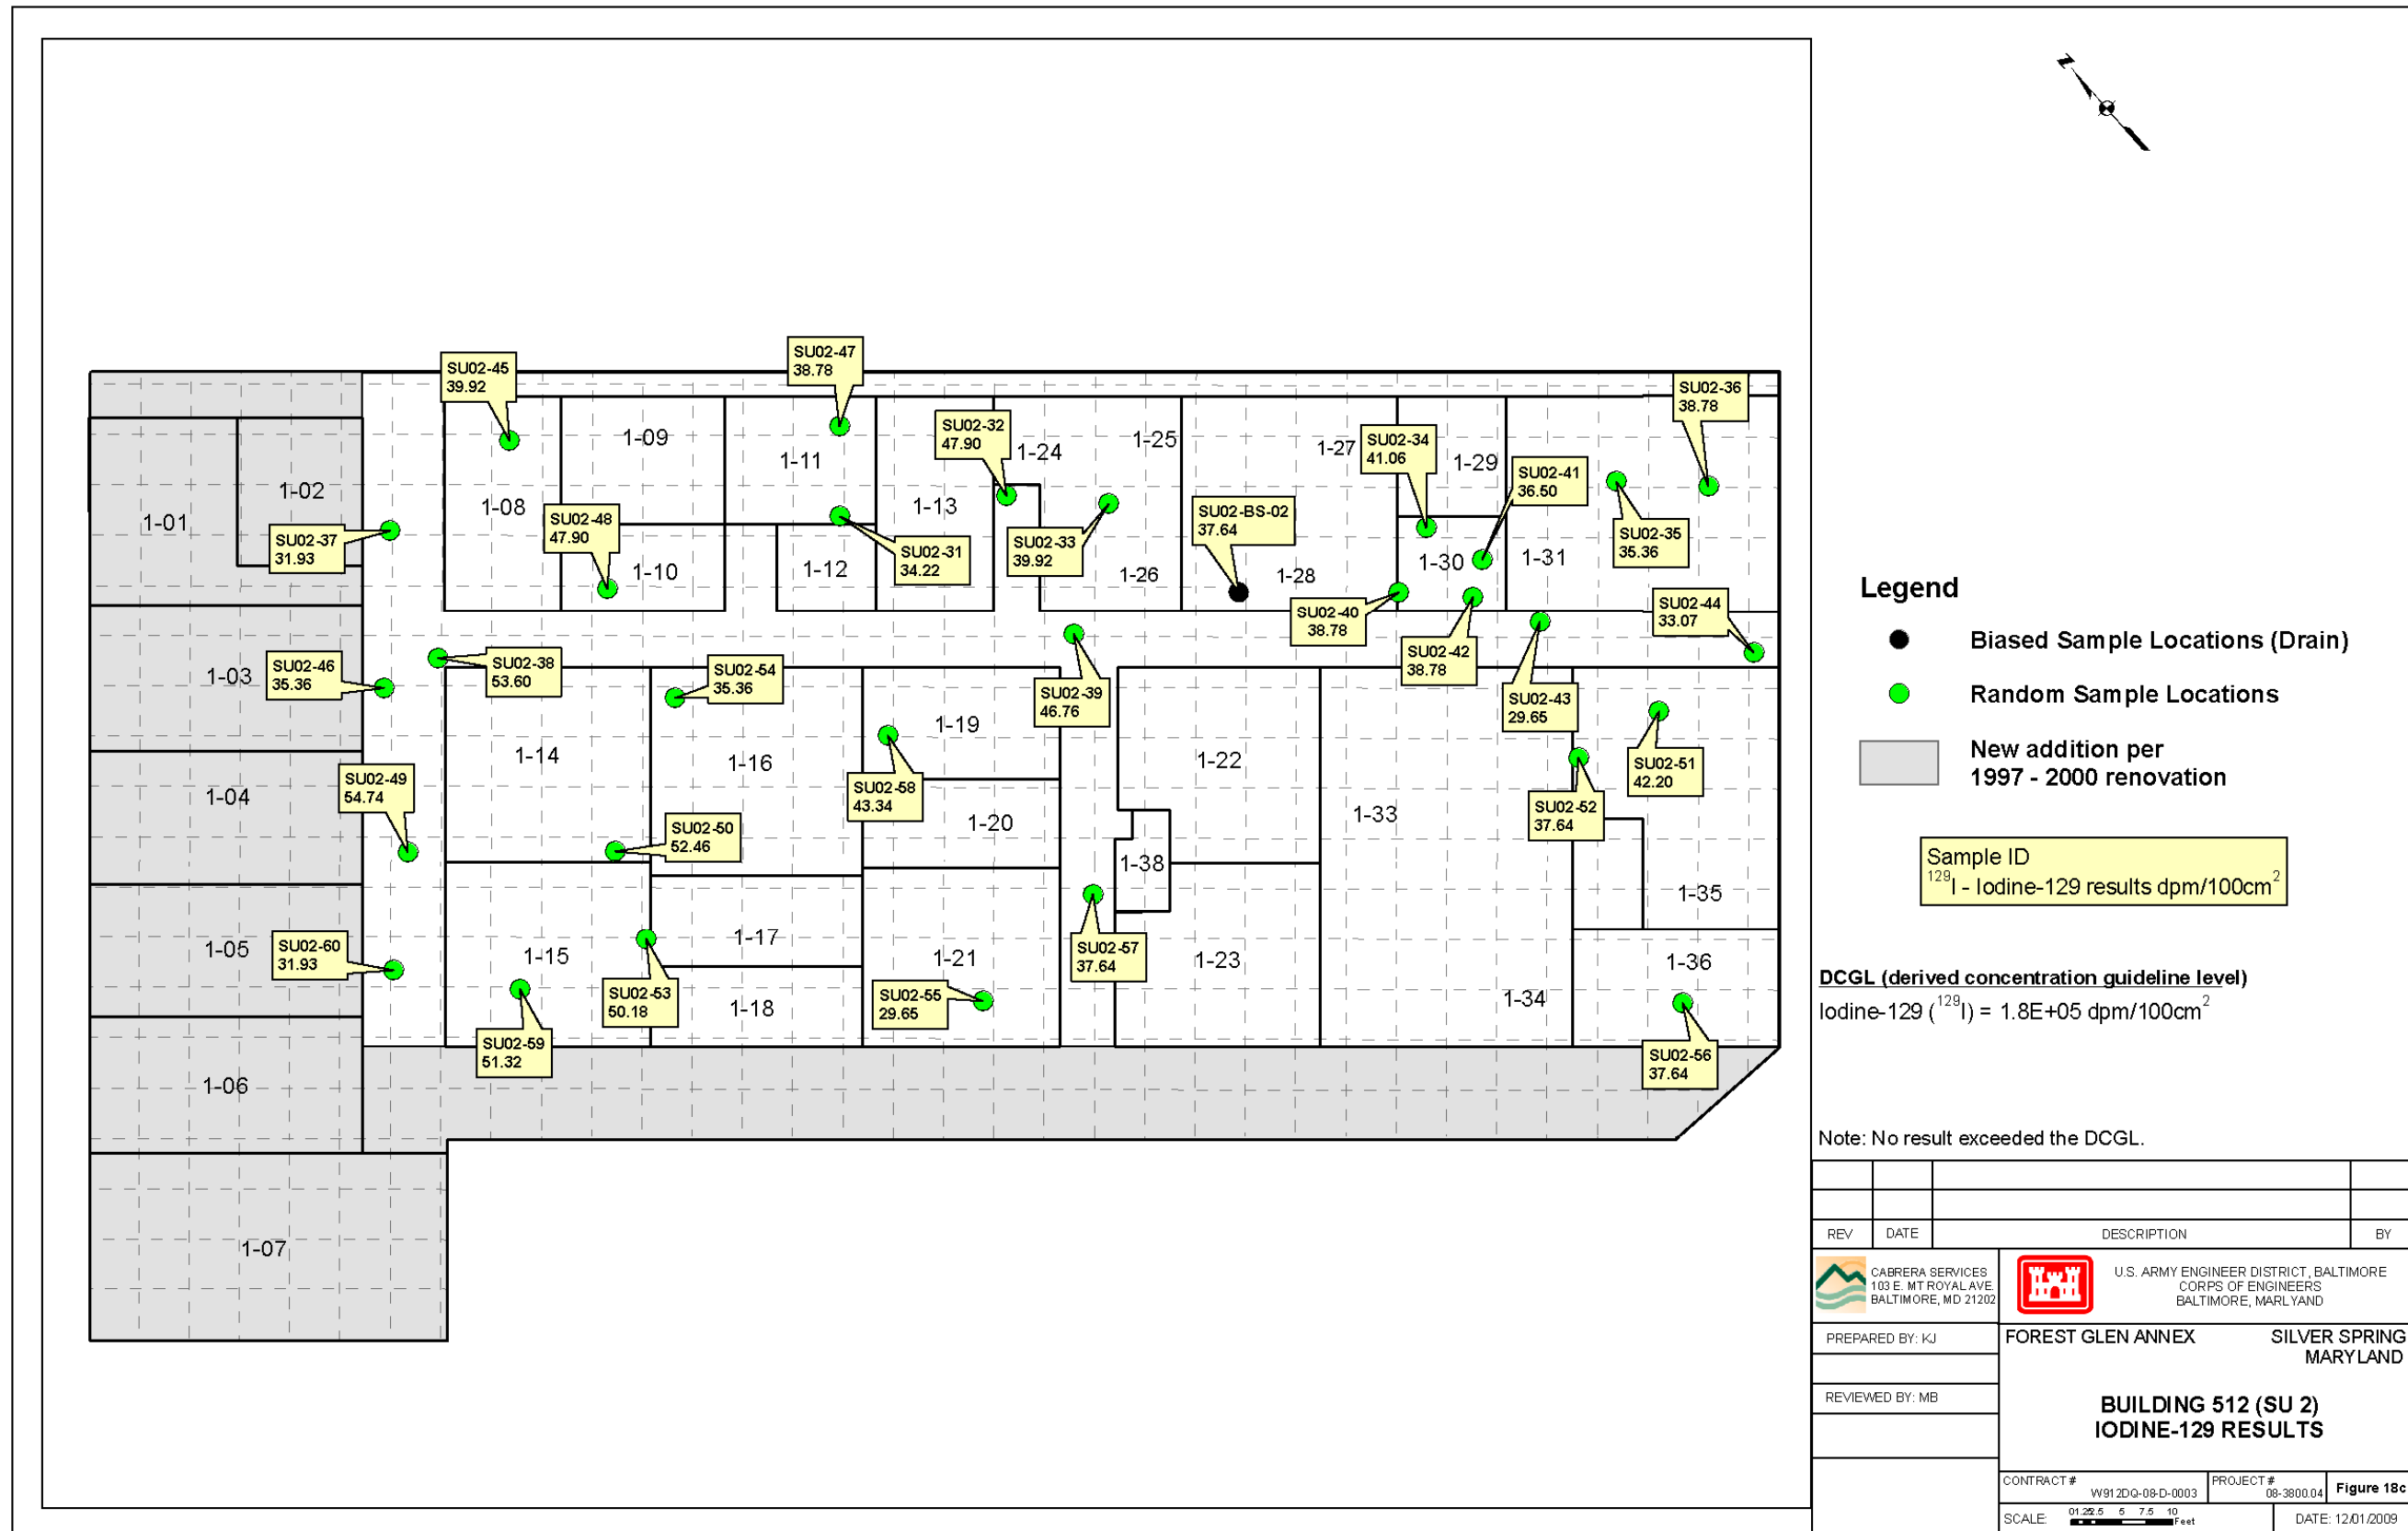 SU02-45
39.92
SU02-47
38.78
SU02-36
38.78
SU02-32
47.90
SU02-34
41.06
SU02-41
36.50
SU02-37
31.93
SU02-48
47.90
SU02-31
34.22
SU02-33
39.92
SU02-BS-02
37.64
SU02-35
35.36
SU02-40
38.78
SU02-42
38.78
SU02-44
33.07
SU02-46
35.36
SU02-38
53.60
SU02-54
35.36
SU02-39
46.76
SU02-43
29.65
SU02-49
54.74
SU02-50
52.46
SU02-58
43.34
SU02-52
37.64
SU02-51
42.20
SU02-60
31.93
SU02-53
50.18
SU02-59
51.32
SU02-55
29.65
SU02-57
37.64
SU02-56
37.64
1-01
1-02
1-03
1-04
1-05
1-06
1-07
1-08
1-09
1-10
1-11
1-12
1-13
1-14
1-15
1-16
1-17
1-18
1-19
1-20
1-21
1-22
1-23
1-24
1-25
1-26
1-27
1-28
1-29
1-30
1-31
1-33
1-34
1-35
1-36
1-38
N
Legend
Biased Sample Locations (Drain)
Random Sample Locations
New addition per
1997 - 2000 renovation
Sample ID
129I - Iodine-129 results dpm/100cm2
DCGL (derived concentration guideline level)
Iodine-129 (129I) = 1.8E+05 dpm/100cm2
Note: No result exceeded the DCGL.
REV DATE DESCRIPTION BY
CABRERA SERVICES
103 E. MT ROYAL AVE.
BALTIMORE, MD 21202
U.S. ARMY ENGINEER DISTRICT, BALTIMORE
CORPS OF ENGINEERS
BALTIMORE, MARLYAND
PREPARED BY: KJ
REVIEWED BY: MB
FOREST GLEN ANNEX SILVER SPRING
MARYLAND
BUILDING 512 (SU 2)
IODINE-129 RESULTS
CONTRACT #
W912DQ-08-D-0003
PROJECT #
08-3800.04
Figure 18c
SCALE: 0 1.25 2.5 5 7.5 10 Feet
DATE: 12/01/2009